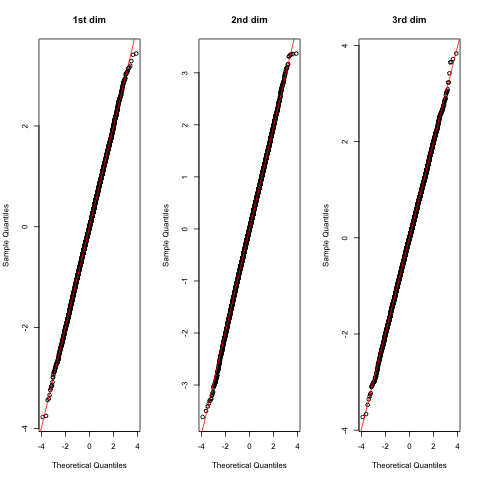 1st dim
2nd dim
3rd dim
Sample Quantiles
-4
-2
0
2
-4 -2 0 2 4
Theoretical Quantiles
Sample Quantiles
-3
-2
-1
0
1
2
3
-4 -2 0 2 4
Theoretical Quantiles
Sample Quantiles
-4
-2
0
2
4
-4 -2 0 2 4
Theoretical Quantiles